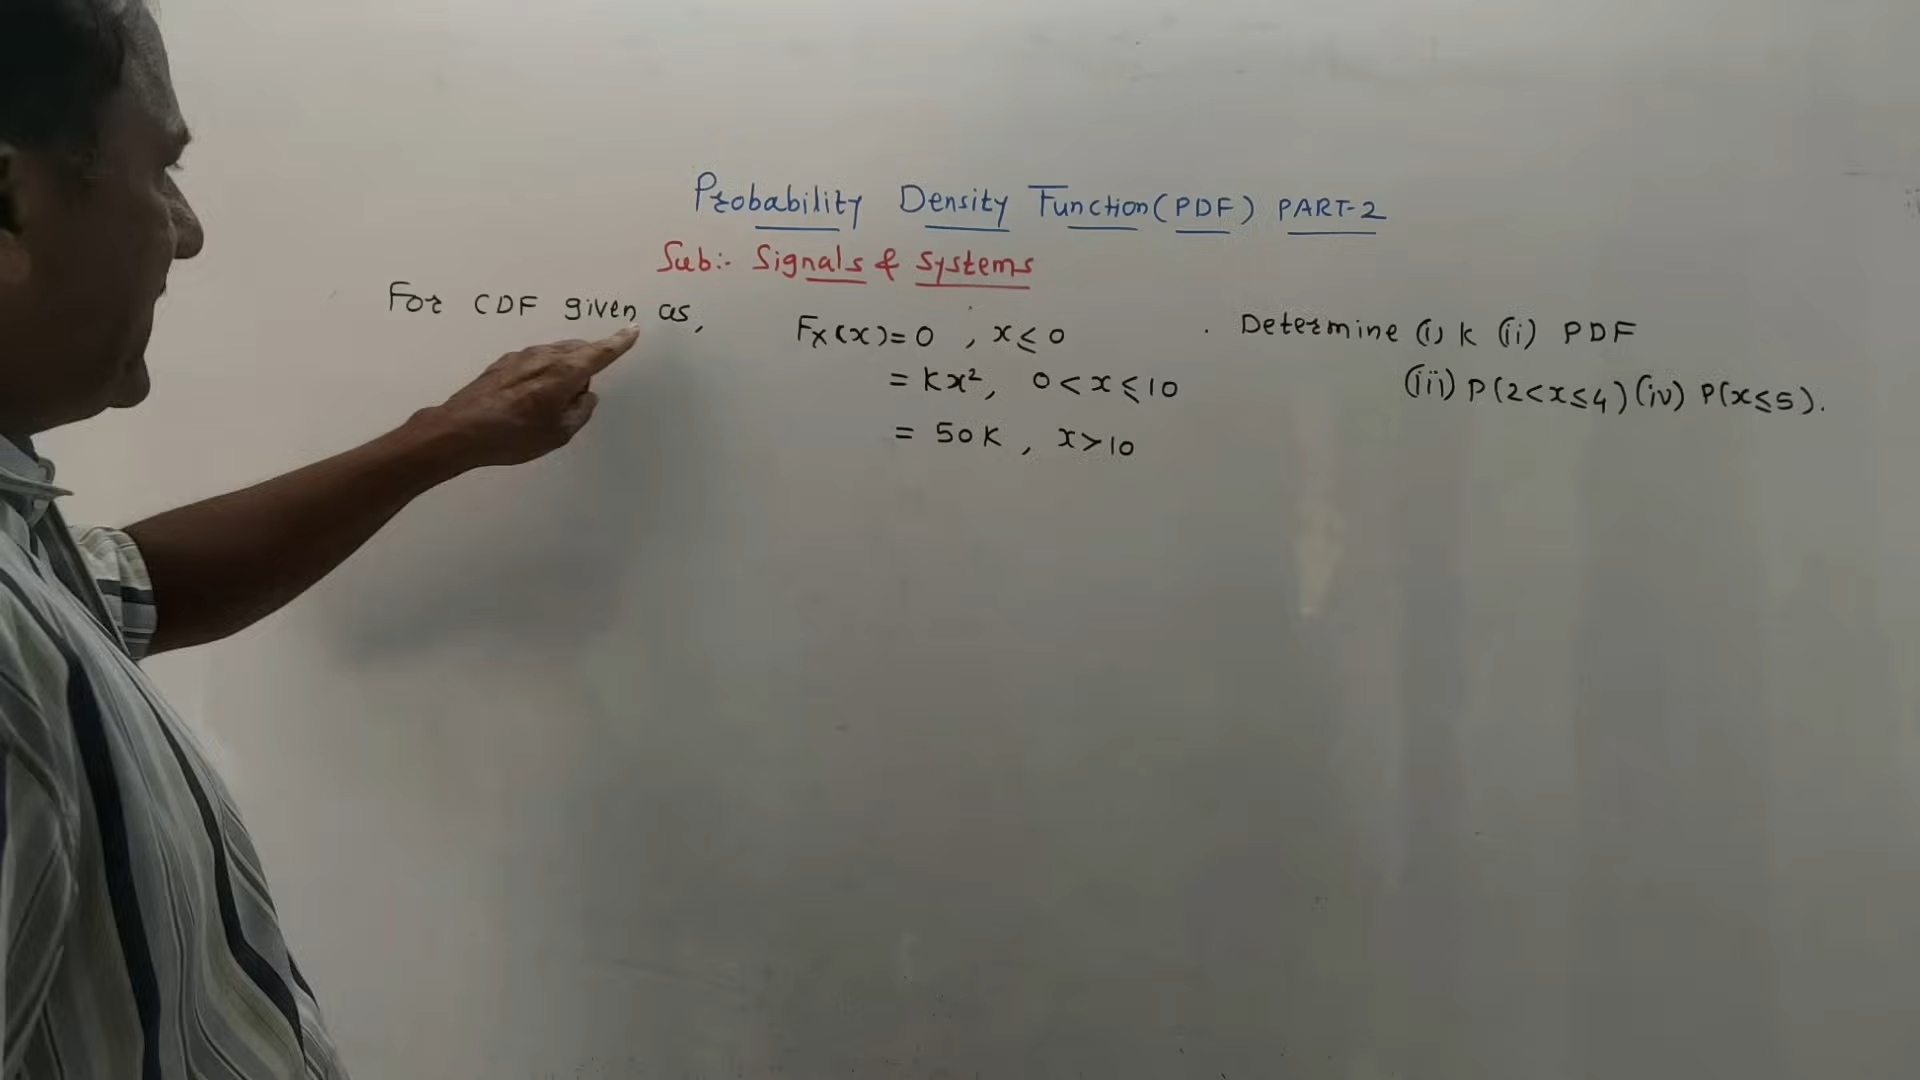 Probability Density Function (PDF) PART-2
Sub:- Signals & Systems
For CDF given as,
Fx(x) = 0 , x ≤ 0
= Kx², 0 < x ≤ 10
= 50K , x > 10
. Determine (i) K (ii) PDF
(iii) P(2 < x ≤ 4) (iv) P(x ≤ 5).